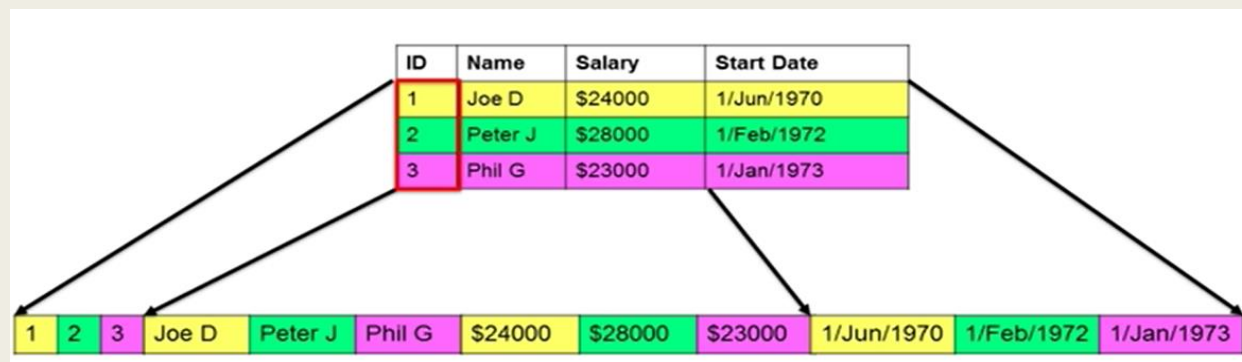 ID Name Salary Start Date
1 Joe D $24000 1/Jun/1970
2 Peter J $28000 1/Feb/1972
3 Phil G $23000 1/Jan/1973
1 2 3 Joe D Peter J Phil G $24000 $28000 $23000 1/Jun/1970 1/Feb/1972 1/Jan/1973